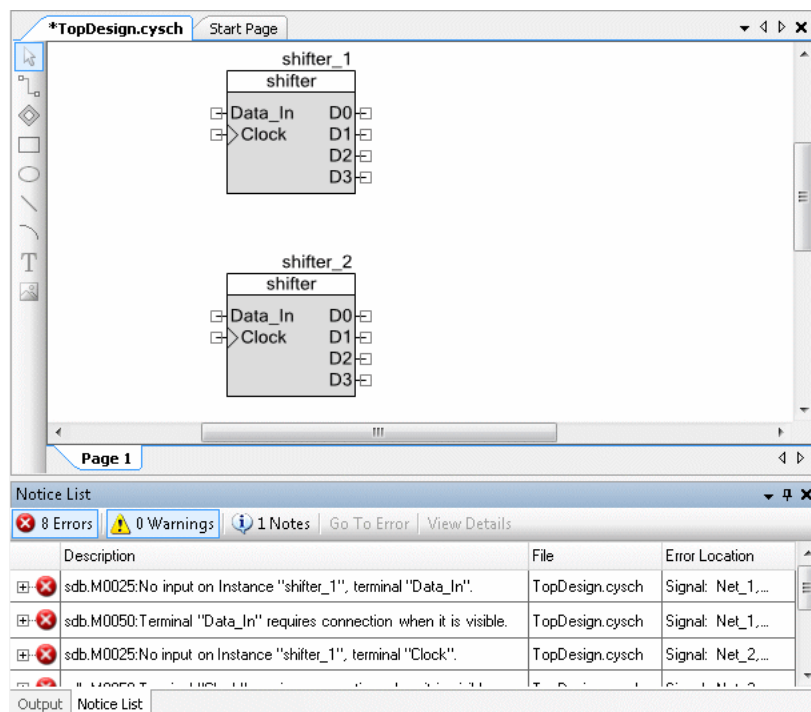 *TopDesign.cysch Start Page
shifter_1
shifter
Data_In D0
Clock D1
D2
D3
shifter_2
shifter
Data_In D0
Clock D1
D2
D3
T
Page 1
Notice List
8 Errors 0 Warnings 1 Notes Go To Error View Details
Description File Error Location
sdb.M0025:No input on Instance "shifter_1", terminal "Data_In". TopDesign.cysch Signal: Net_1,...
sdb.M0050:Terminal "Data_In" requires connection when it is visible. TopDesign.cysch Signal: Net_1,...
sdb.M0025:No input on Instance "shifter_1", terminal "Clock". TopDesign.cysch Signal: Net_2,...
Output Notice List